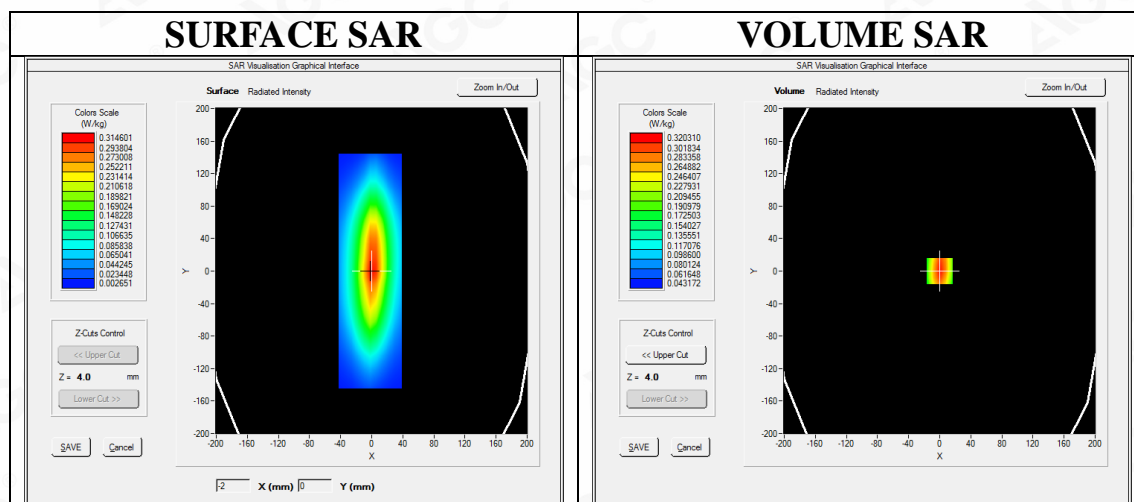 SURFACE SAR
SAR Visualisation Graphical Interface
Surface Radiated Intensity
Zoom In/Out
Colors Scale
(W/kg)
0.314601
0.293804
0.273008
0.252211
0.231414
0.210618
0.189821
0.169024
0.148228
0.127431
0.106635
0.085838
0.065041
0.044245
0.023448
0.002651
Z-Cuts Control
<< Upper Cut
Z = 4.0 mm
Lower Cut >>
SAVE Cancel
200
160
120
80
40
0
-40
-80
-120
-160
-200
Y
-200 -160 -120 -80 -40 0 40 80 120 160 200
X
-2 X (mm) 0 Y (mm)
VOLUME SAR
SAR Visualisation Graphical Interface
Volume Radiated Intensity
Zoom In/Out
Colors Scale
(W/kg)
0.320310
0.301834
0.283358
0.264882
0.246407
0.227931
0.209455
0.190979
0.172503
0.154027
0.135551
0.117076
0.098600
0.080124
0.061648
0.043172
Z-Cuts Control
<< Upper Cut
Z = 4.0 mm
Lower Cut >>
SAVE Cancel
200
160
120
80
40
0
-40
-80
-120
-160
-200
Y
-200 -160 -120 -80 -40 0 40 80 120 160 200
X